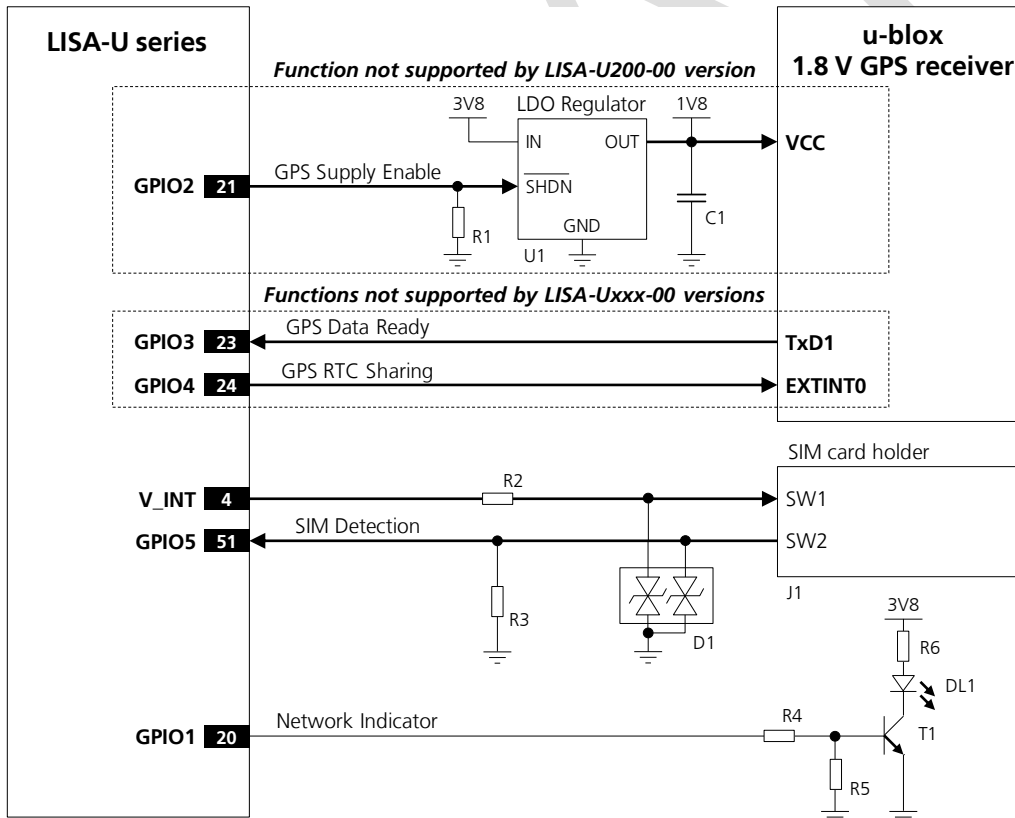 LISA-U series
u-blox
1.8 V GPS receiver
Function not supported by LISA-U200-00 version
3V8
LDO Regulator
1V8
IN
OUT
VCC
GPIO2
21
GPS Supply Enable
SHDN
R1
GND
U1
C1
Functions not supported by LISA-Uxxx-00 versions
GPIO3
23
GPS Data Ready
TxD1
GPIO4
24
GPS RTC Sharing
EXTINT0
SIM card holder
V_INT
4
R2
SW1
GPIO5
51
SIM Detection
SW2
J1
R3
D1
3V8
R6
DL1
GPIO1
20
Network Indicator
R4
T1
R5